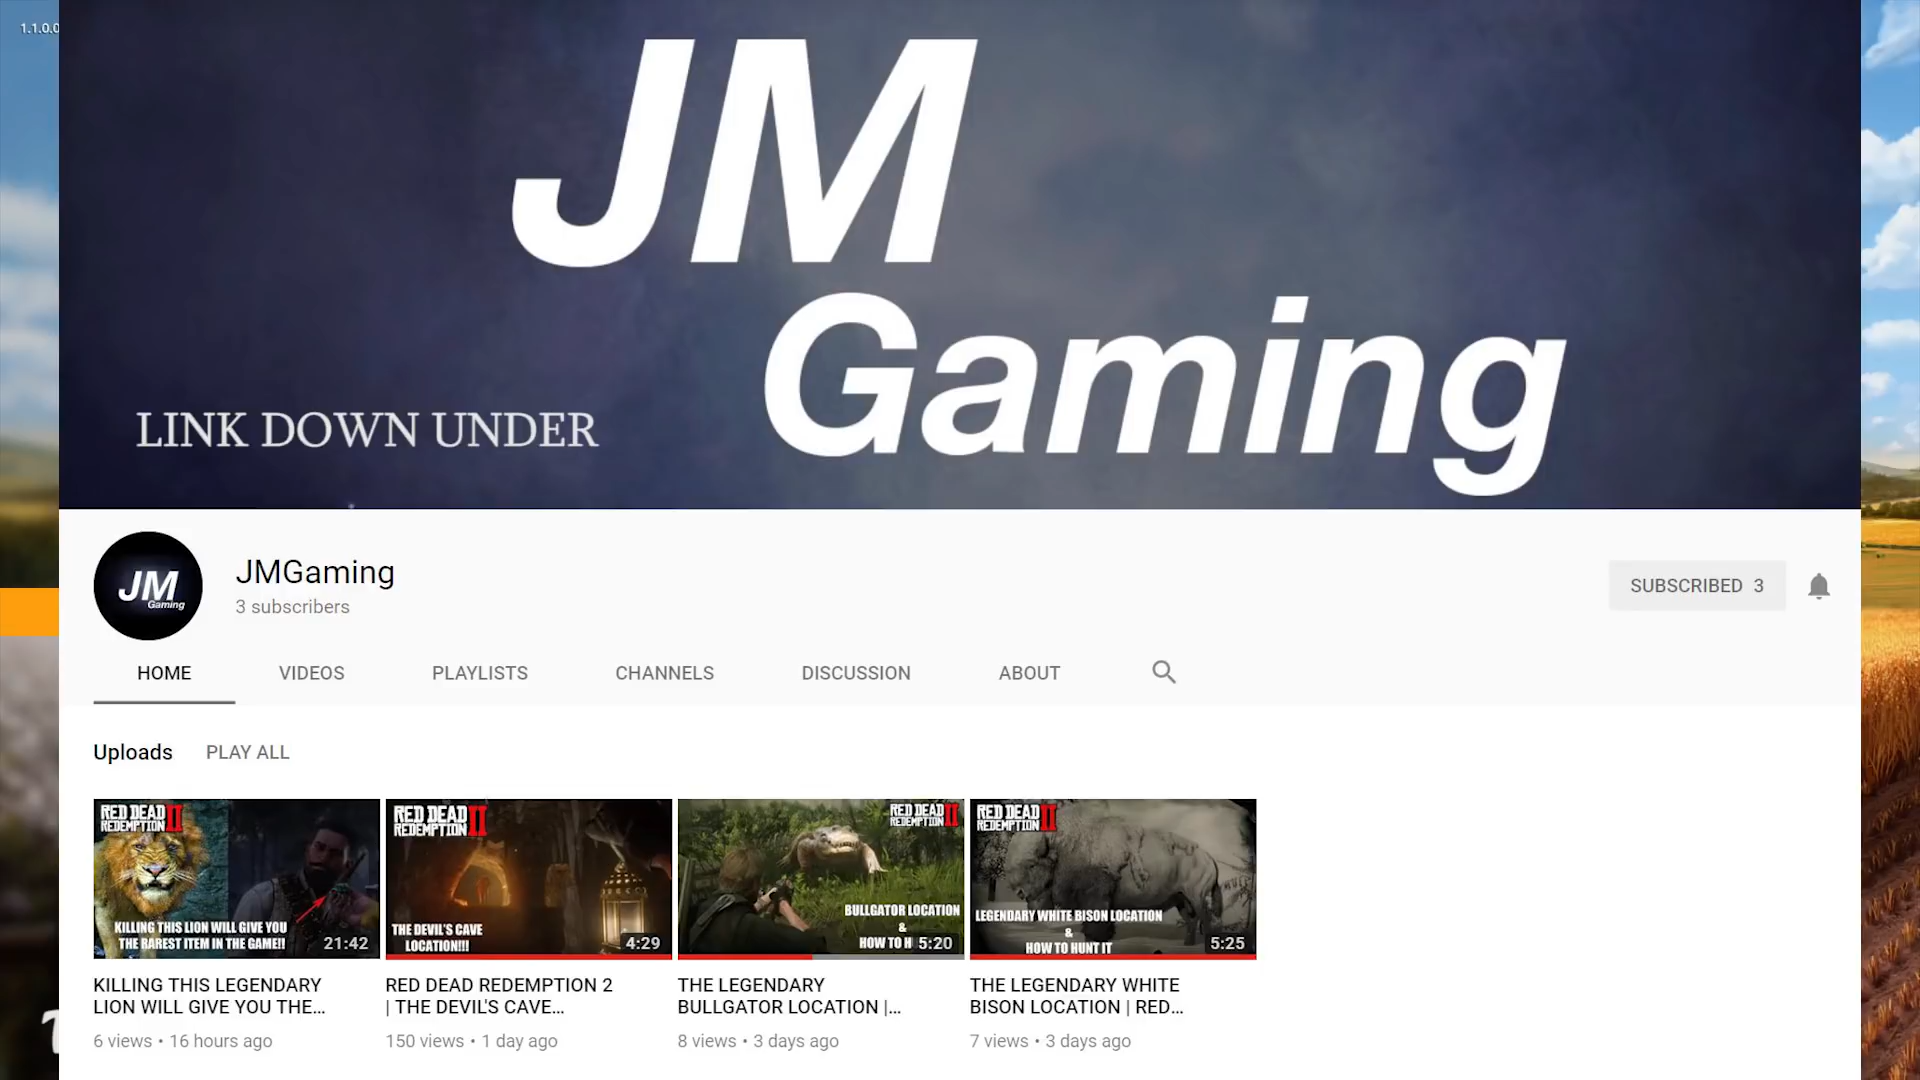 1.1.0.0
JM
Gaming
LINK DOWN UNDER
JM
Gaming
JMGaming
3 subscribers
SUBSCRIBED 3
HOME
VIDEOS
PLAYLISTS
CHANNELS
DISCUSSION
ABOUT
Uploads
PLAY ALL
RED DEAD
REDEMPTION II
KILLING THIS LION WILL GIVE YOU
THE RAREST ITEM IN THE GAME!!
21:42
RED DEAD
REDEMPTION II
THE DEVIL'S CAVE
LOCATION!!!
4:29
RED DEAD
REDEMPTION II
BULLGATOR LOCATION
&
HOW TO H
5:20
RED DEAD
REDEMPTION II
LEGENDARY WHITE BISON LOCATION
&
HOW TO HUNT IT
5:25
KILLING THIS LEGENDARY
LION WILL GIVE YOU THE...
6 views • 16 hours ago
RED DEAD REDEMPTION 2
| THE DEVIL'S CAVE...
150 views • 1 day ago
THE LEGENDARY
BULLGATOR LOCATION |...
8 views • 3 days ago
THE LEGENDARY WHITE
BISON LOCATION | RED...
7 views • 3 days ago